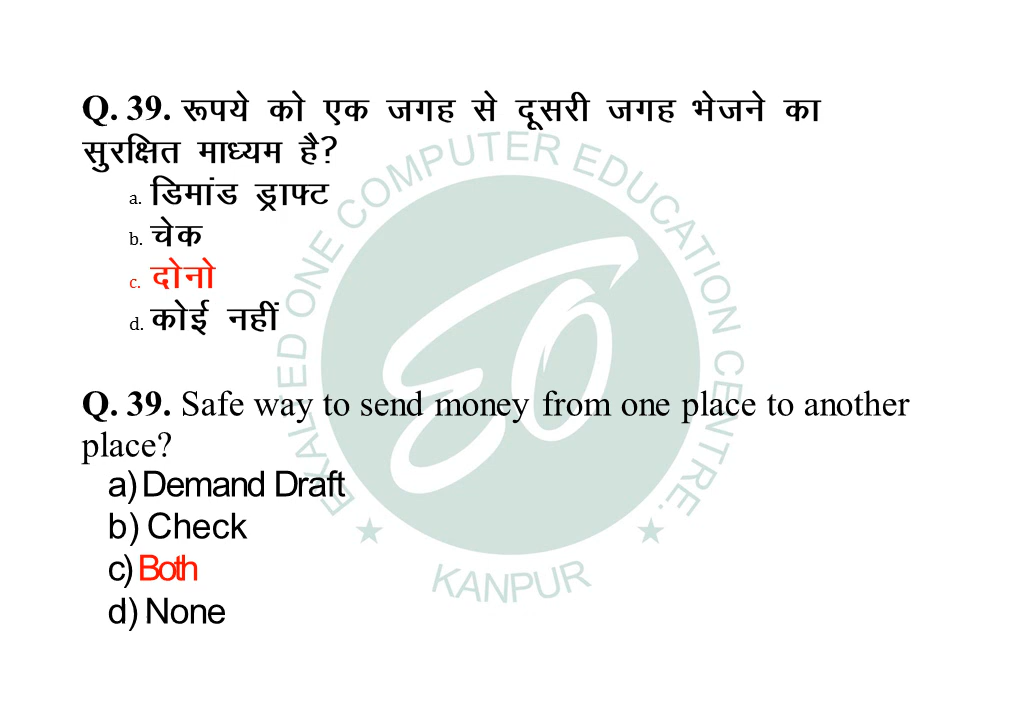 Q. 39. रूपये को एक जगह से दूसरी जगह भेजने का
सुरक्षित माध्यम है?
a. डिमांड ड्राफ्ट
b. चेक
c. दोनो
d. कोई नहीं
Q. 39. Safe way to send money from one place to another
place?
a) Demand Draft
b) Check
c) Both
d) None
EXALTED ONE COMPUTER EDUCATION CENTRE.
EO
★ KANPUR ★